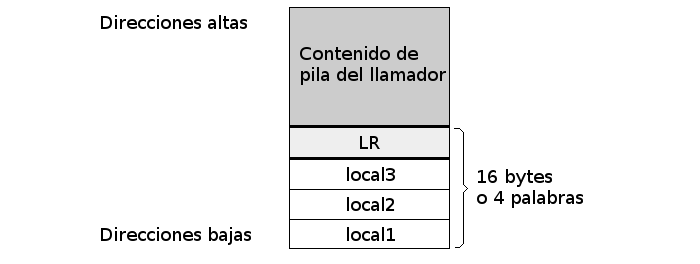 Direcciones altas
Contenido de
pila del llamador
LR
local3
16 bytes
o 4 palabras
local2
Direcciones bajas
local1